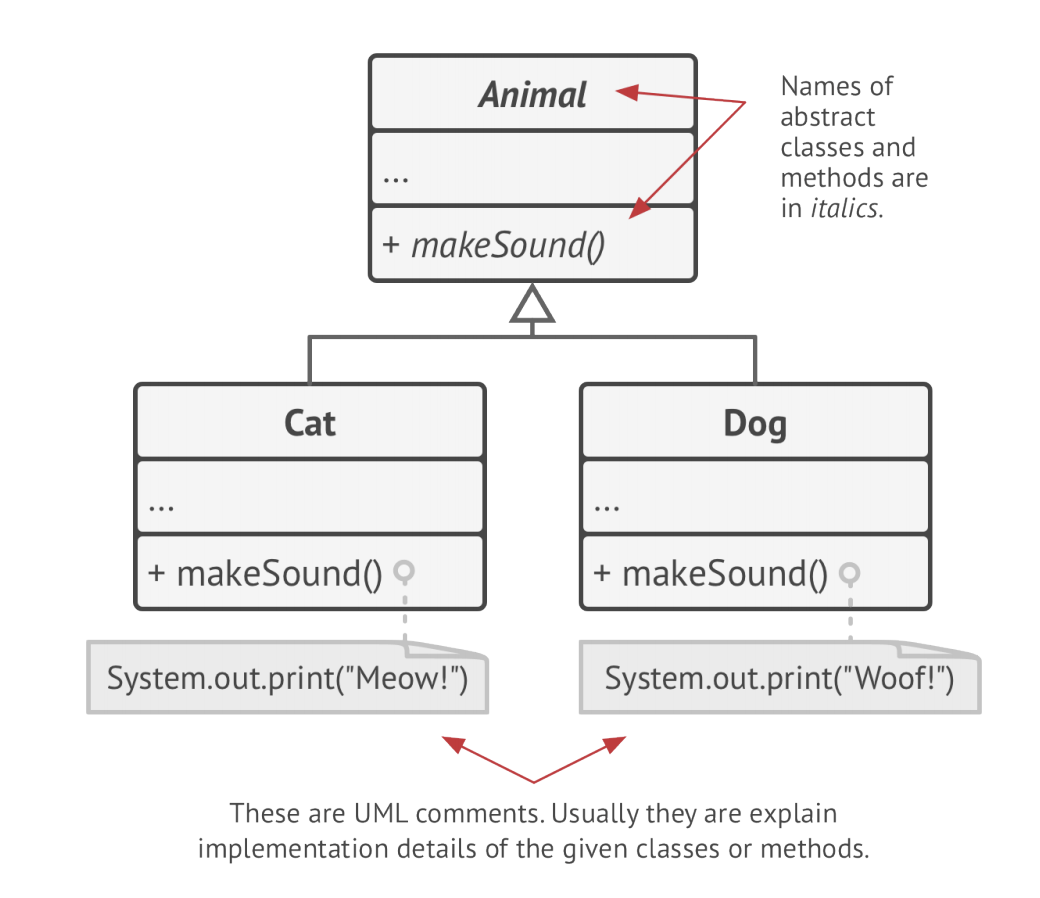 Animal
...
+ makeSound()
Names of
abstract
classes and
methods are
in italics.
Cat
...
+ makeSound()
System.out.print("Meow!")
Dog
...
+ makeSound()
System.out.print("Woof!")
These are UML comments. Usually they are explain
implementation details of the given classes or methods.